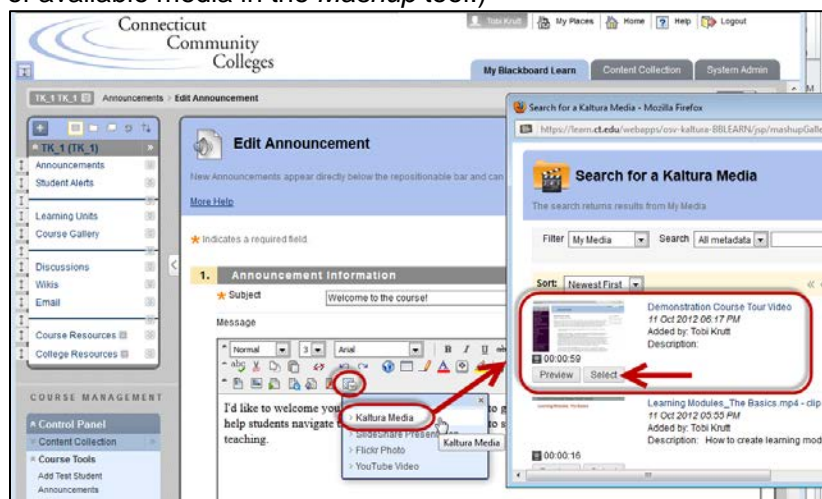 of available media in the Mashup tool.)
Connecticut
Community
Colleges
Tobi Krutt
My Places
Home
Help
Logout
My Blackboard Learn
Content Collection
System Admin
TK_1 TK_1
Announcements > Edit Announcement
TK_1 (TK_1)
Announcements
Student Alerts
Learning Units
Course Gallery
Discussions
Wikis
Email
Course Resources
College Resources
COURSE MANAGEMENT
Control Panel
Content Collection
Course Tools
Add Test Student
Announcements
Edit Announcement
New Announcements appear directly below the repositionable bar and can
More Help
Indicates a required field.
1. Announcement Information
Subject
Welcome to the course!
Message
Normal
3
Arial
B I U
I'd like to welcome you
help students navigate
teaching.
> Kaltura Media
> SlideShare Presentation
> Flickr Photo
> YouTube Video
Kaltura Media
Search for a Kaltura Media - Mozilla Firefox
https://learn.ct.edu/webapps/osv-kaltura-BBLEARN/jsp/mashupGalle
Search for a Kaltura Media
The search returns results from My Media
Filter My Media Search All metadata
Sort: Newest First
Demonstration Course Tour Video
11 Oct 2012 06:17 PM
Added by: Tobi Krutt
Description:
00:00:59
Preview Select
Learning Modules_The Basics.mp4 - clip
11 Oct 2012 05:55 PM
Added by: Tobi Krutt
Description: How to create learning mod
00:00:16